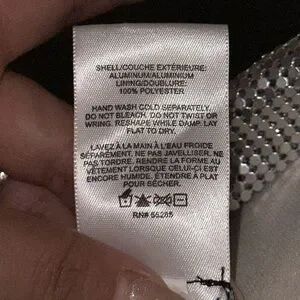 SHELL/COUCHE EXTÉRIEURE:
ALUMINUM/ALUMINIUM
LINING/DOUBLURE:
100% POLYESTER
HAND WASH COLD SEPARATELY.
DO NOT BLEACH. DO NOT TWIST OR
WRING. RESHAPE WHILE DAMP. LAY
FLAT TO DRY.
LAVEZ À LA MAIN À L'EAU FROIDE
SÉPARÉMENT. NE PAS JAVELLISER. NE
PAS TORDRE. RENDRE LA FORME AU
VÊTEMENT LORSQUE CELUI-CI EST
ENCORE HUMIDE. ÉTENDRE À PLAT
POUR SÉCHER.
RN# 55285